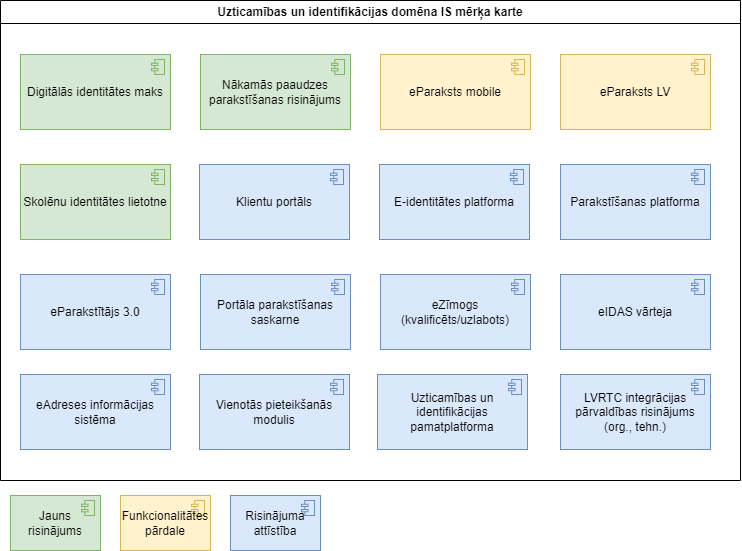 Uzticamības un identifikācijas domēna IS mērķa karte
Digitālās identitātes maks
Nākamās paaudzes
parakstīšanas risinājums
eParaksts mobile
eParaksts LV
Skolēnu identitātes lietotne
Klientu portāls
E-identitātes platforma
Parakstīšanas platforma
eParakstītājs 3.0
Portāla parakstīšanas
saskarne
eZīmogs
(kvalificēts/uzlabots)
eIDAS vārteja
eAdreses informācijas
sistēma
Vienotās pieteikšanās
modulis
Uzticamības un
identifikācijas
pamatplatforma
LVRTC integrācijas
pārvaldības risinājums
(org., tehn.)
Jauns
risinājums
Funkcionalitātes
pārdale
Risinājuma
attīstība